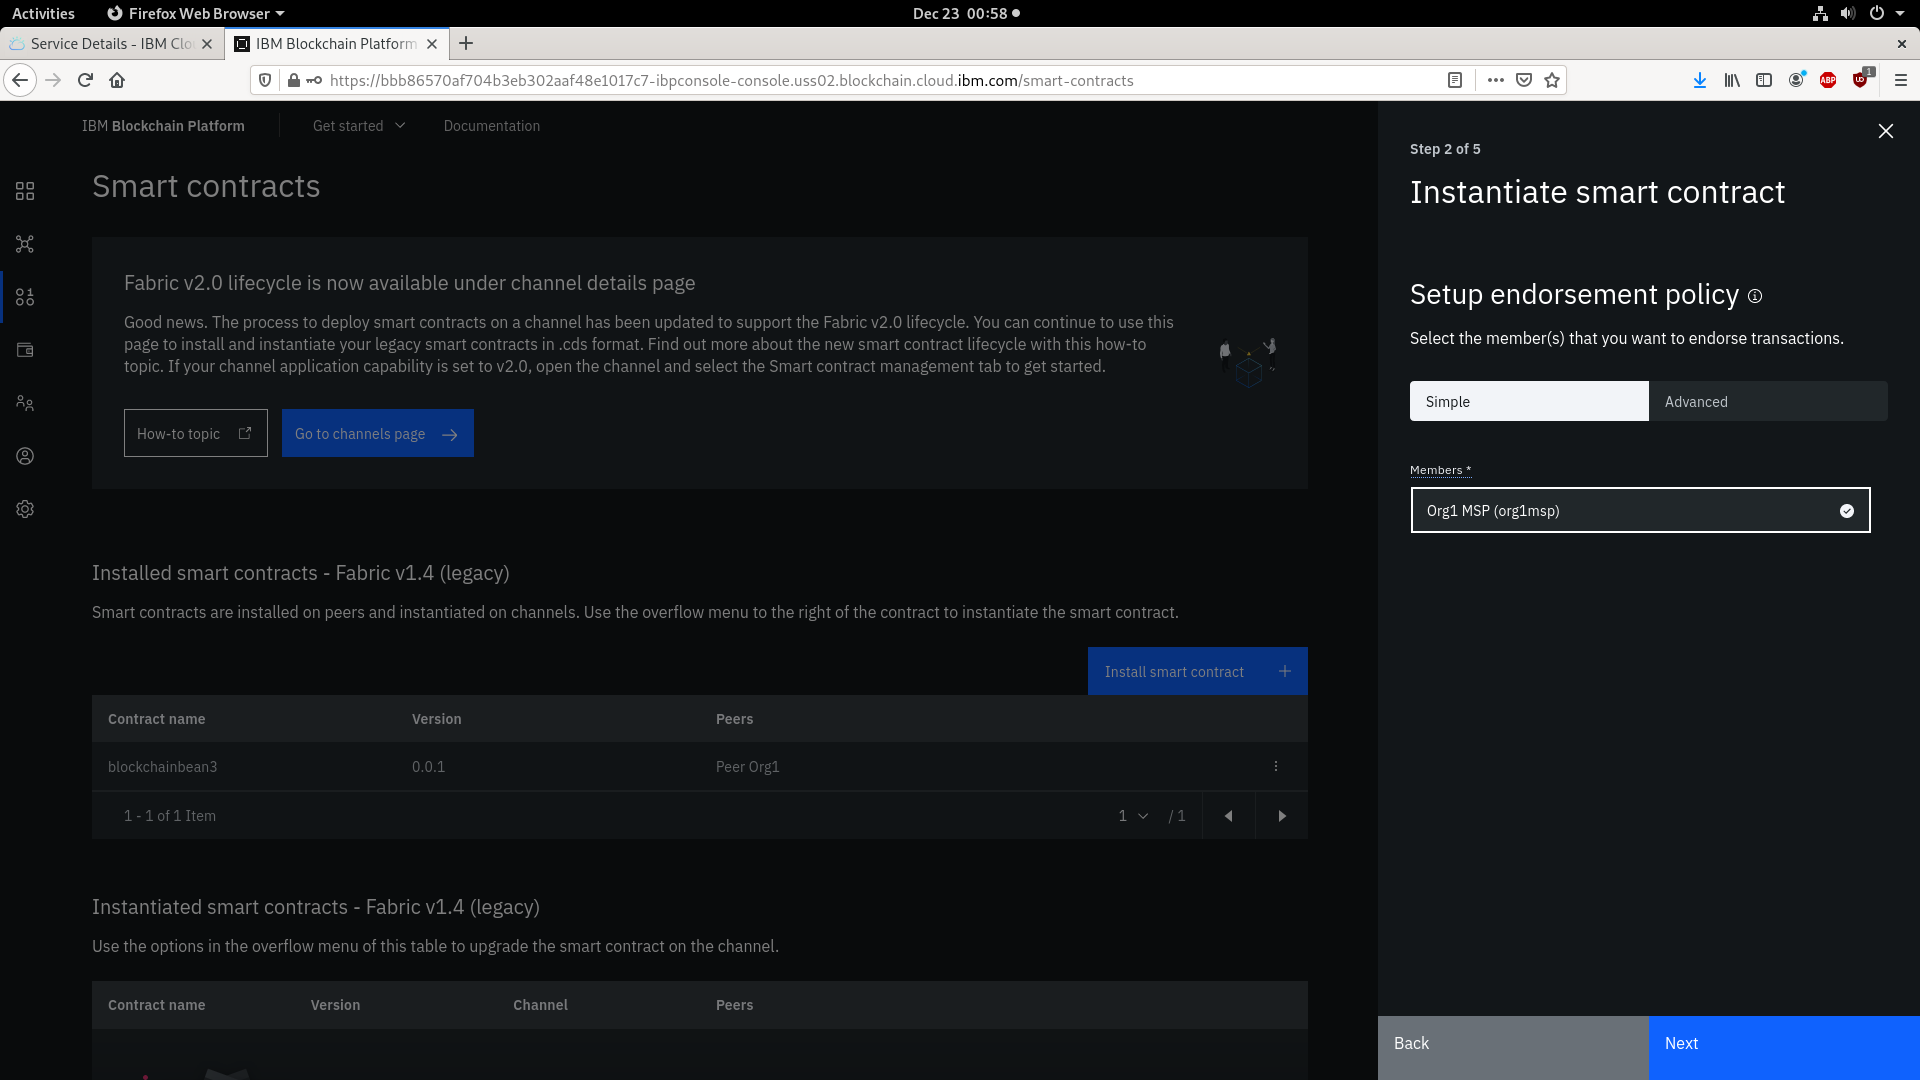 Activities
Firefox Web Browser
Dec 23 00:58
Service Details - IBM Clo
IBM Blockchain Platform
https://bbb86570af704b3eb302aaf48e1017c7-ibpconsole-console.uss02.blockchain.cloud.ibm.com/smart-contracts
ABP
1
IBM Blockchain Platform
Get started
Documentation
Smart contracts
Fabric v2.0 lifecycle is now available under channel details page
Good news. The process to deploy smart contracts on a channel has been updated to support the Fabric v2.0 lifecycle. You can continue to use this
page to install and instantiate your legacy smart contracts in .cds format. Find out more about the new smart contract lifecycle with this how-to
topic. If your channel application capability is set to v2.0, open the channel and select the Smart contract management tab to get started.
How-to topic
Go to channels page
Installed smart contracts - Fabric v1.4 (legacy)
Smart contracts are installed on peers and instantiated on channels. Use the overflow menu to the right of the contract to instantiate the smart contract.
Install smart contract
Contract name Version Peers
blockchainbean3 0.0.1 Peer Org1
1 - 1 of 1 Item
1 / 1
Instantiated smart contracts - Fabric v1.4 (legacy)
Use the options in the overflow menu of this table to upgrade the smart contract on the channel.
Contract name Version Channel Peers
Step 2 of 5
Instantiate smart contract
Setup endorsement policy
Select the member(s) that you want to endorse transactions.
Simple
Advanced
Members *
Org1 MSP (org1msp)
Back
Next